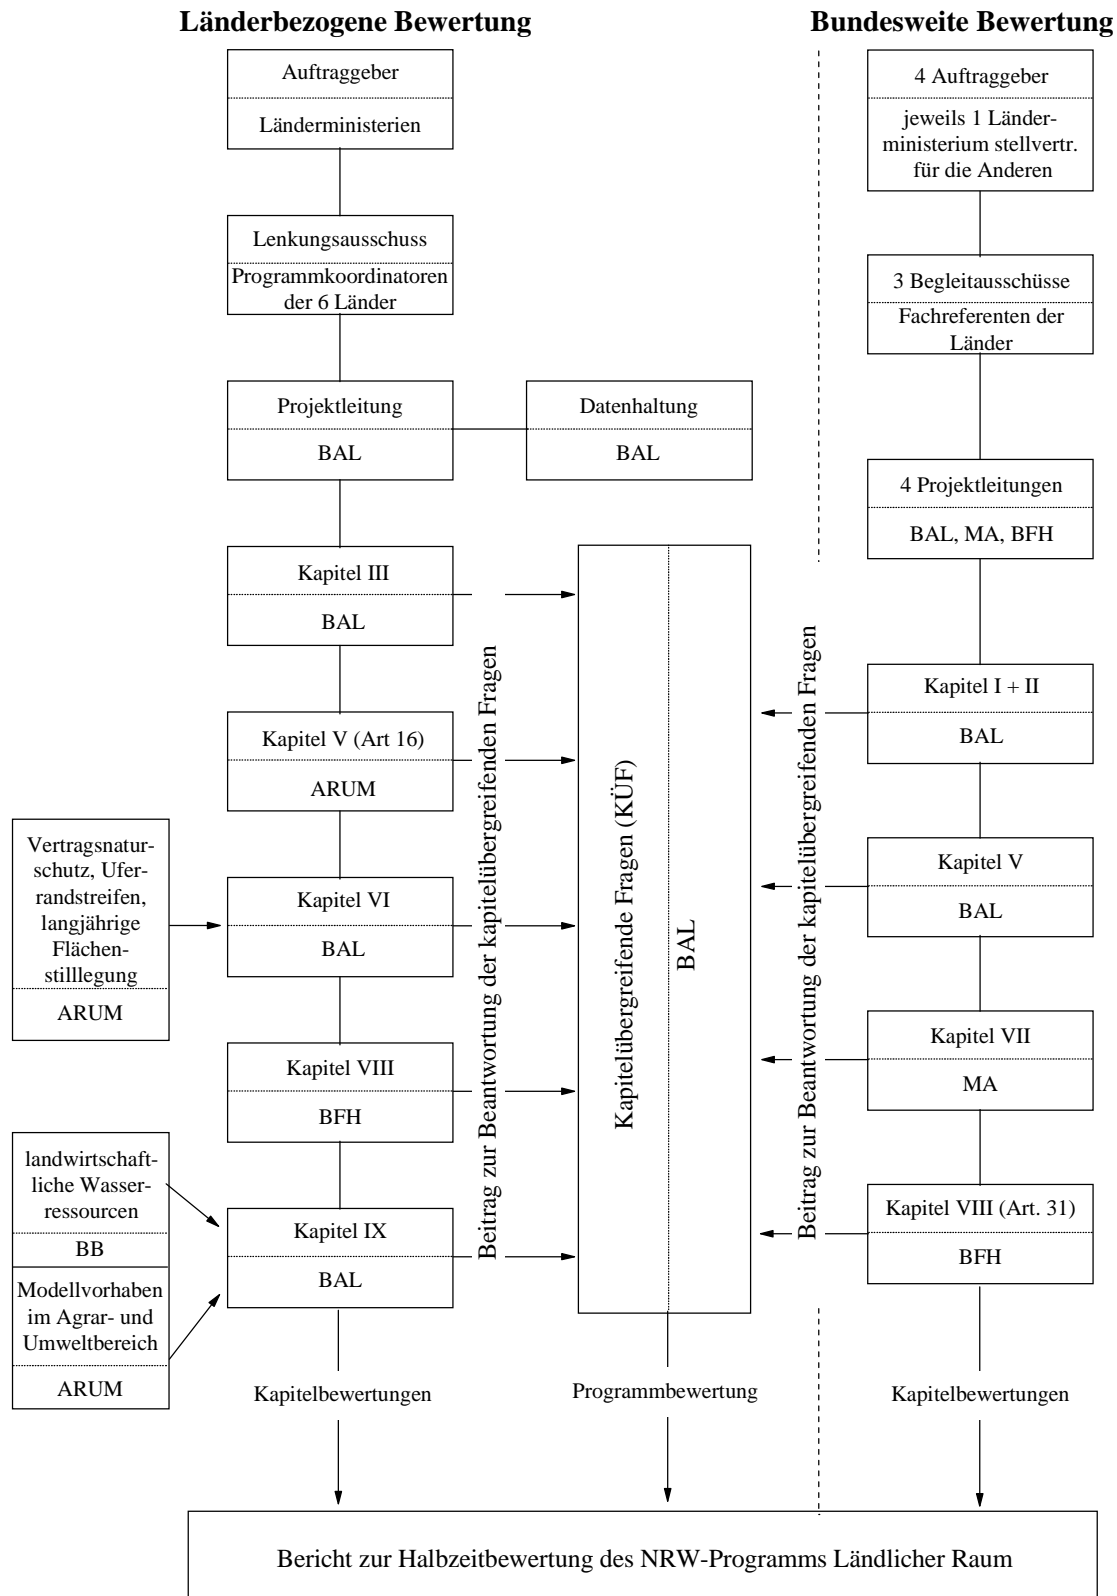 Länderbezogene Bewertung
Auftraggeber
Länderministerien
Lenkungsausschuss
Programmkoordinatoren
der 6 Länder
Projektleitung
BAL
Datenhaltung
BAL
Kapitel III
BAL
Kapitel V (Art 16)
ARUM
Vertragsnatur-
schutz, Ufer-
randstreifen,
langjährige
Flächen-
stilllegung
ARUM
Kapitel VI
BAL
Kapitel VIII
BFH
landwirtschaft-
liche Wasser-
ressourcen
BB
Modellvorhaben
im Agrar- und
Umweltbereich
ARUM
Kapitel IX
BAL
Beitrag zur Beantwortung der kapitelübergreifenden Fragen
Kapitelübergreifende Fragen (KÜF)
BAL
Bundesweite Bewertung
4 Auftraggeber
jeweils 1 Länder-
ministerium stellvertr.
für die Anderen
3 Begleitausschüsse
Fachreferenten der
Länder
4 Projektleitungen
BAL, MA, BFH
Kapitel I + II
BAL
Kapitel V
BAL
Kapitel VII
MA
Kapitel VIII (Art. 31)
BFH
Beitrag zur Beantwortung der kapitelübergreifenden Fragen
Kapitelbewertungen
Programmbewertung
Kapitelbewertungen
Bericht zur Halbzeitbewertung des NRW-Programms Ländlicher Raum